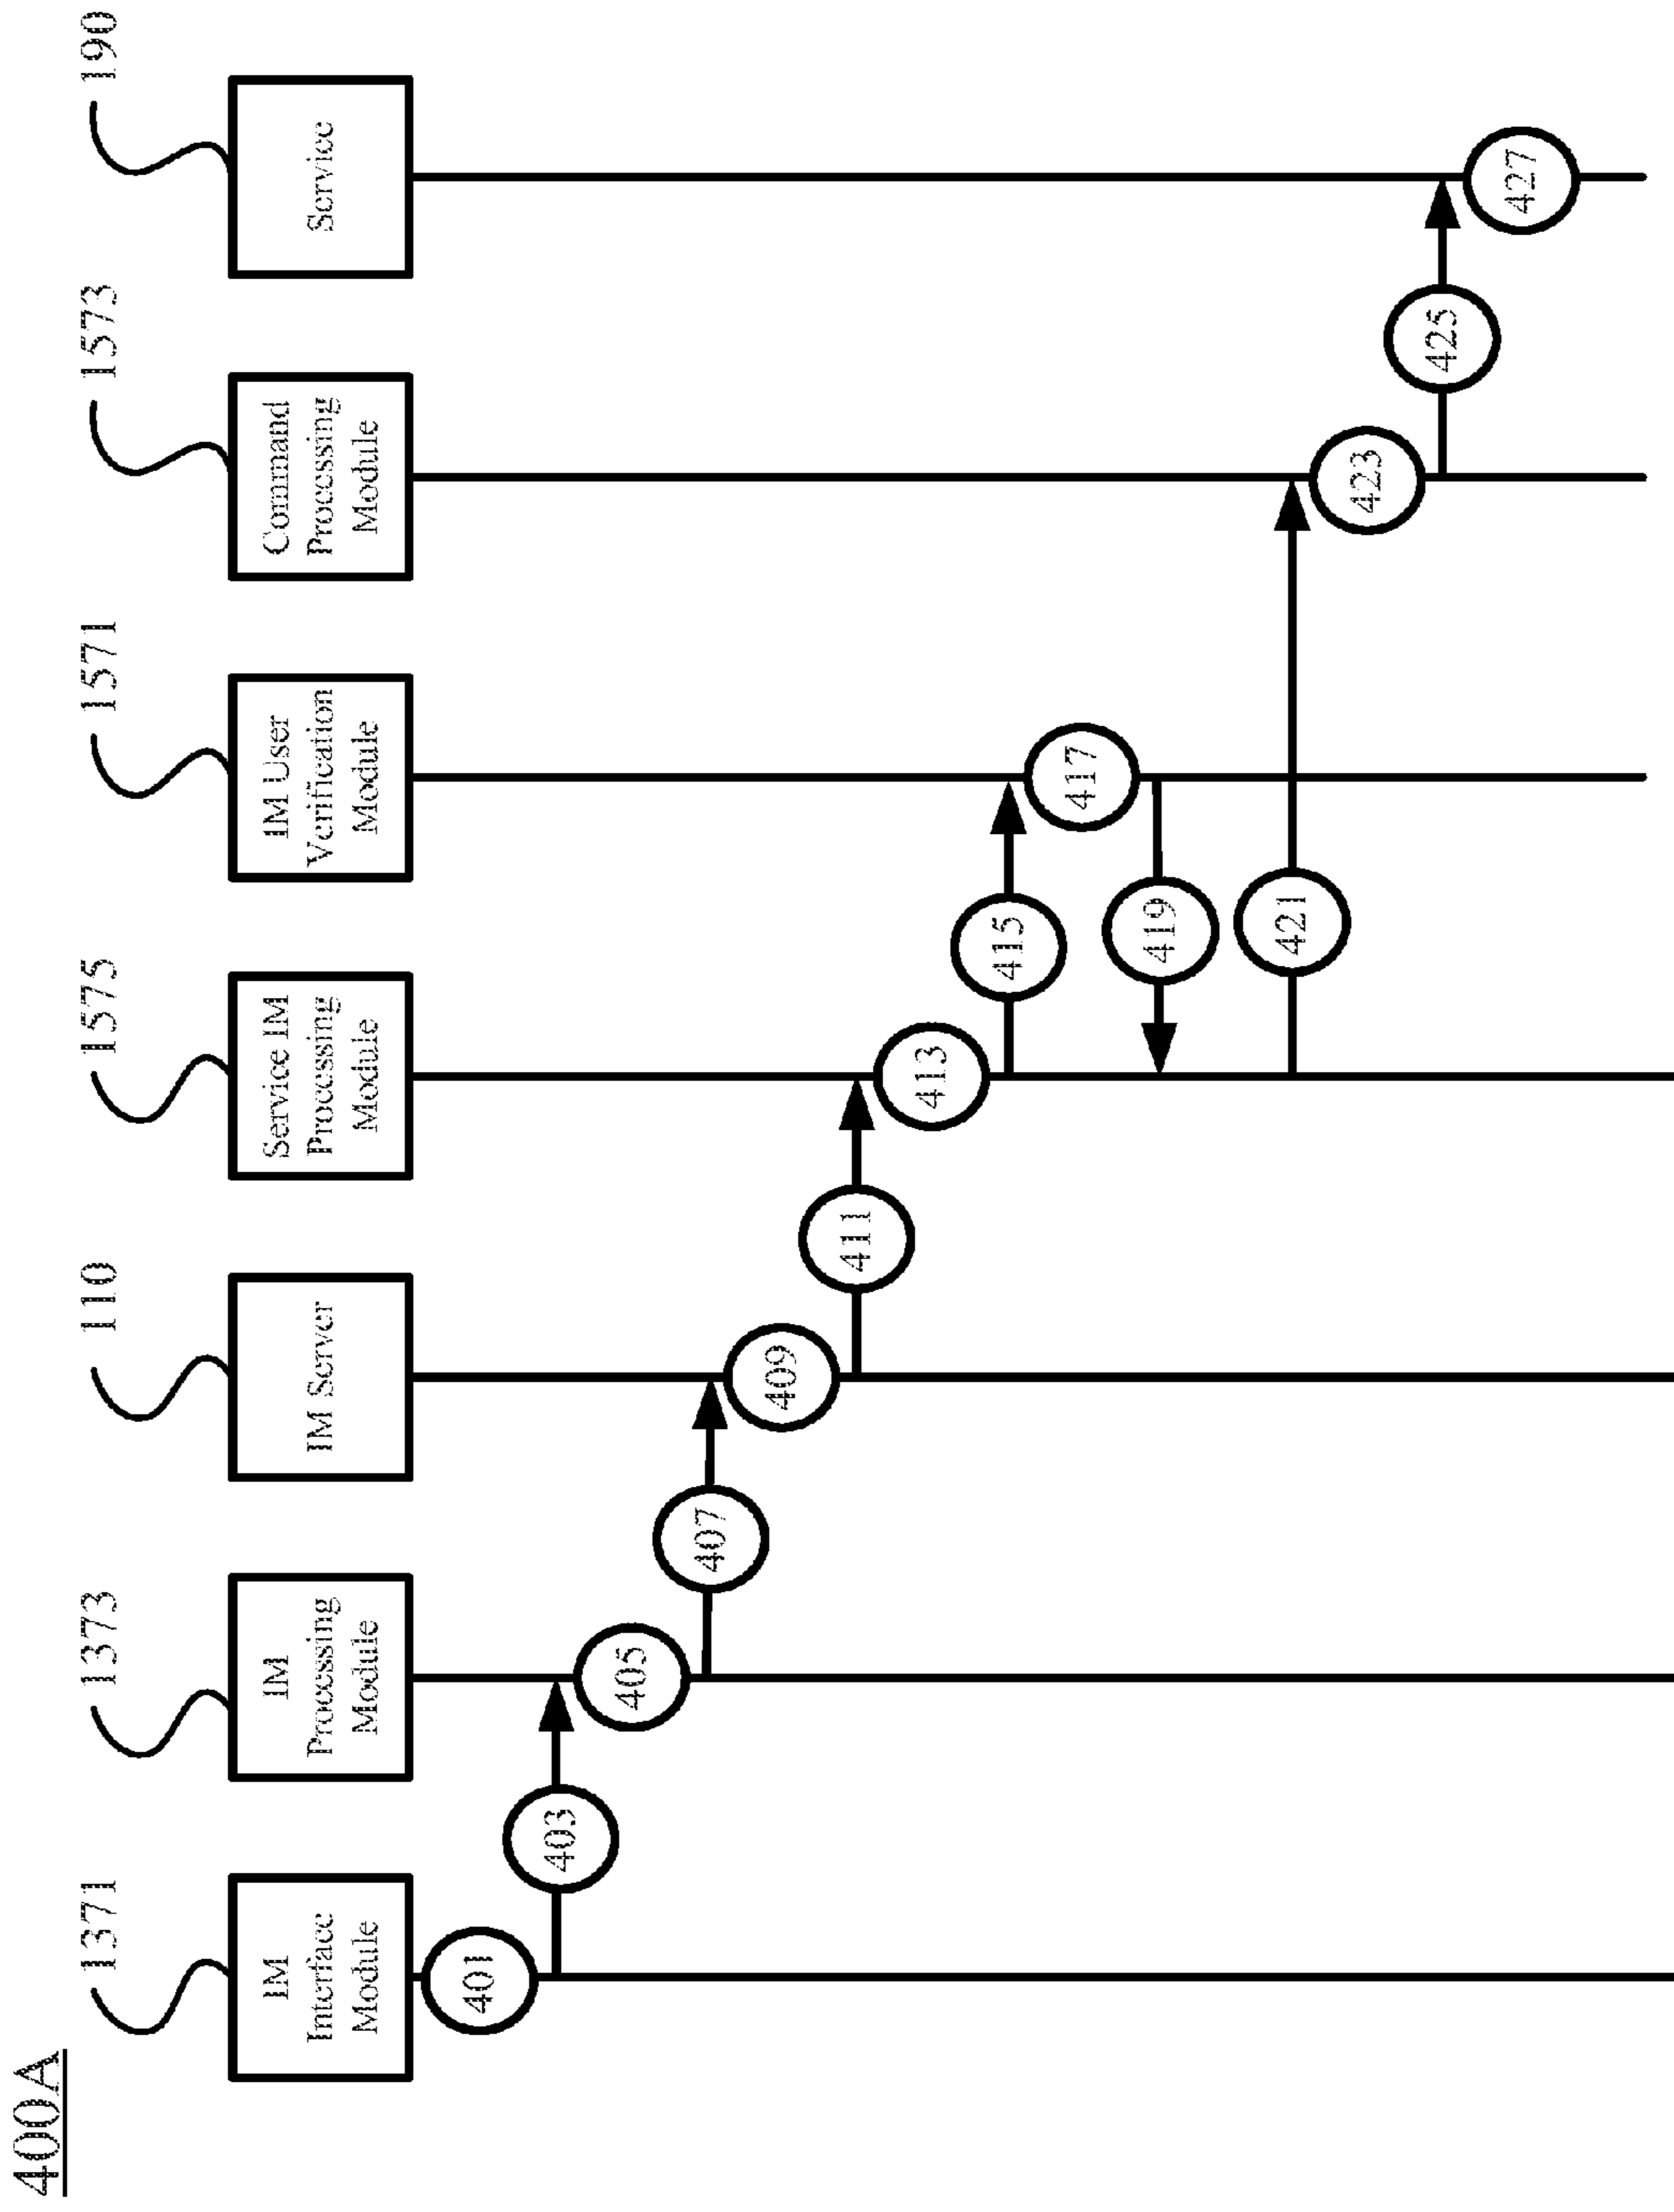 400A
1371
1373
110
1575
1571
1573
190
IM
Interface
Module
IM
Processing
Module
IM Server
Service IM
Processing
Module
IM User
Verification
Module
Command
Processing
Module
Service
401
403
405
407
409
411
413
415
417
419
421
423
425
427